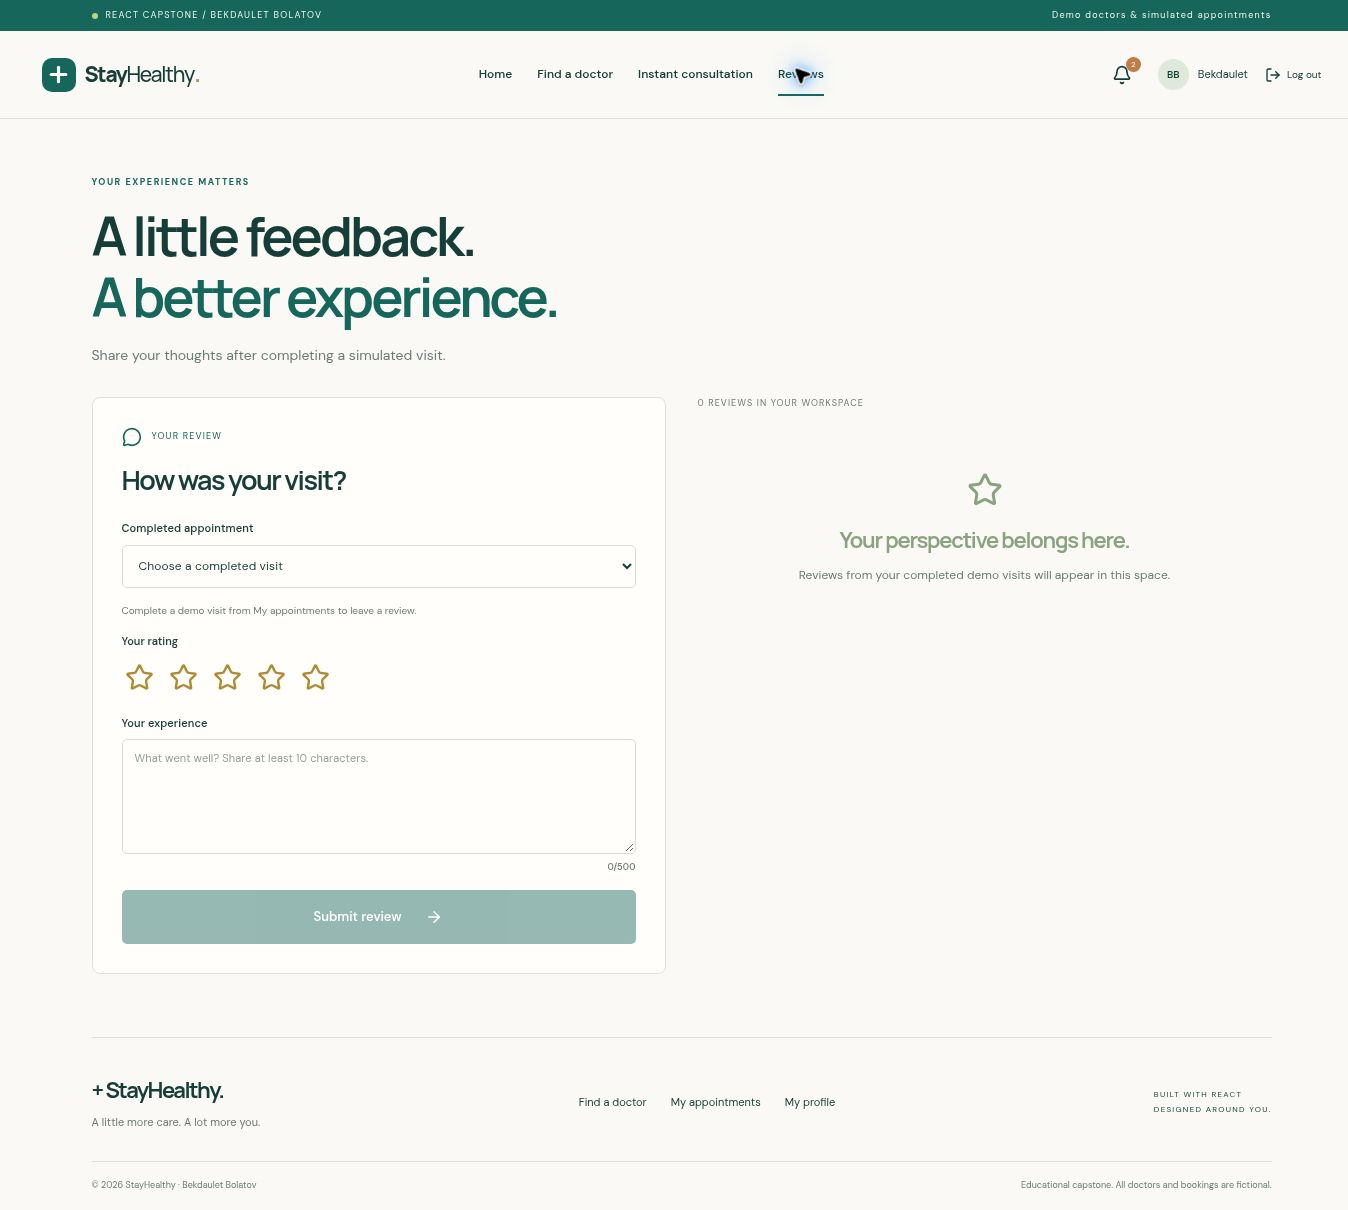 REACT CAPSTONE / BEKDAULET BOLATOV
Demo doctors & simulated appointments
StayHealthy.
Home
Find a doctor
Instant consultation
Reviews
2
BB
Bekdaulet
Log out
YOUR EXPERIENCE MATTERS
A little feedback.
A better experience.
Share your thoughts after completing a simulated visit.
YOUR REVIEW
How was your visit?
Completed appointment
Choose a completed visit
Complete a demo visit from My appointments to leave a review.
Your rating
Your experience
What went well? Share at least 10 characters.
0/500
Submit review
0 REVIEWS IN YOUR WORKSPACE
Your perspective belongs here.
Reviews from your completed demo visits will appear in this space.
+ StayHealthy.
A little more care. A lot more you.
Find a doctor
My appointments
My profile
BUILT WITH REACT
DESIGNED AROUND YOU.
© 2026 StayHealthy · Bekdaulet Bolatov
Educational capstone. All doctors and bookings are fictional.